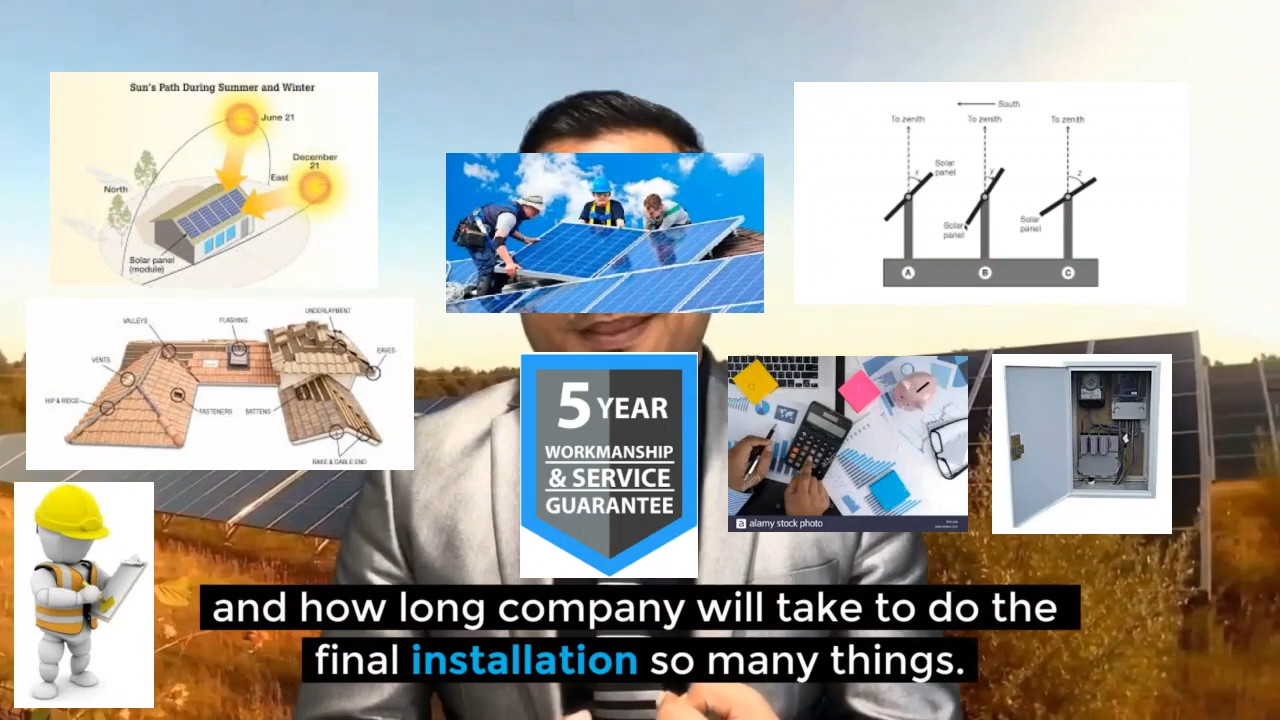 Sun's Path During Summer and Winter
June 21
December
21
East
North
Solar panel
(module)
South
To zenith
To zenith
To zenith
x
Solar
panel
y
z
Solar
panel
Solar
panel
A
B
C
VALLEYS
FLASHING
UNDERLAYMENT
VENTS
EAVES
HIP & RIDGE
FASTENERS
BATTENS
RAKE & GABLE END
5 YEAR
WORKMANSHIP
& SERVICE
GUARANTEE
a alamy stock photo
and how long company will take to do the
final installation so many things.